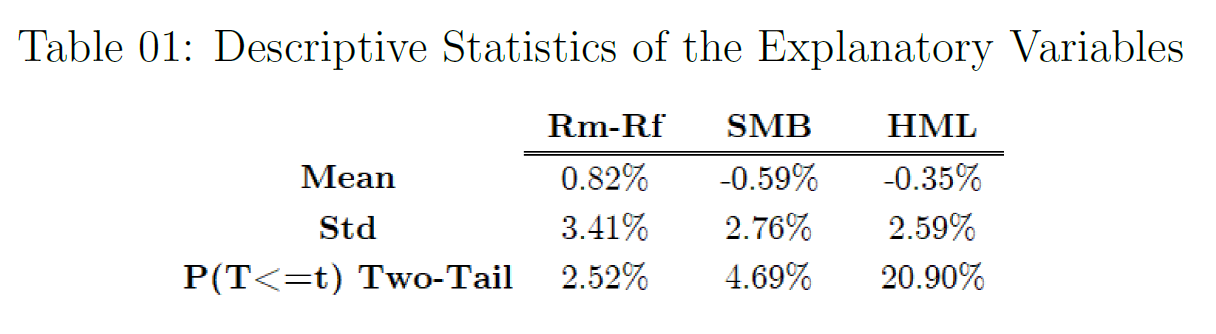 Table 01: Descriptive Statistics of the Explanatory Variables
Rm-Rf SMB HML
Mean 0.82% -0.59% -0.35%
Std 3.41% 2.76% 2.59%
P(T<=t) Two-Tail 2.52% 4.69% 20.90%